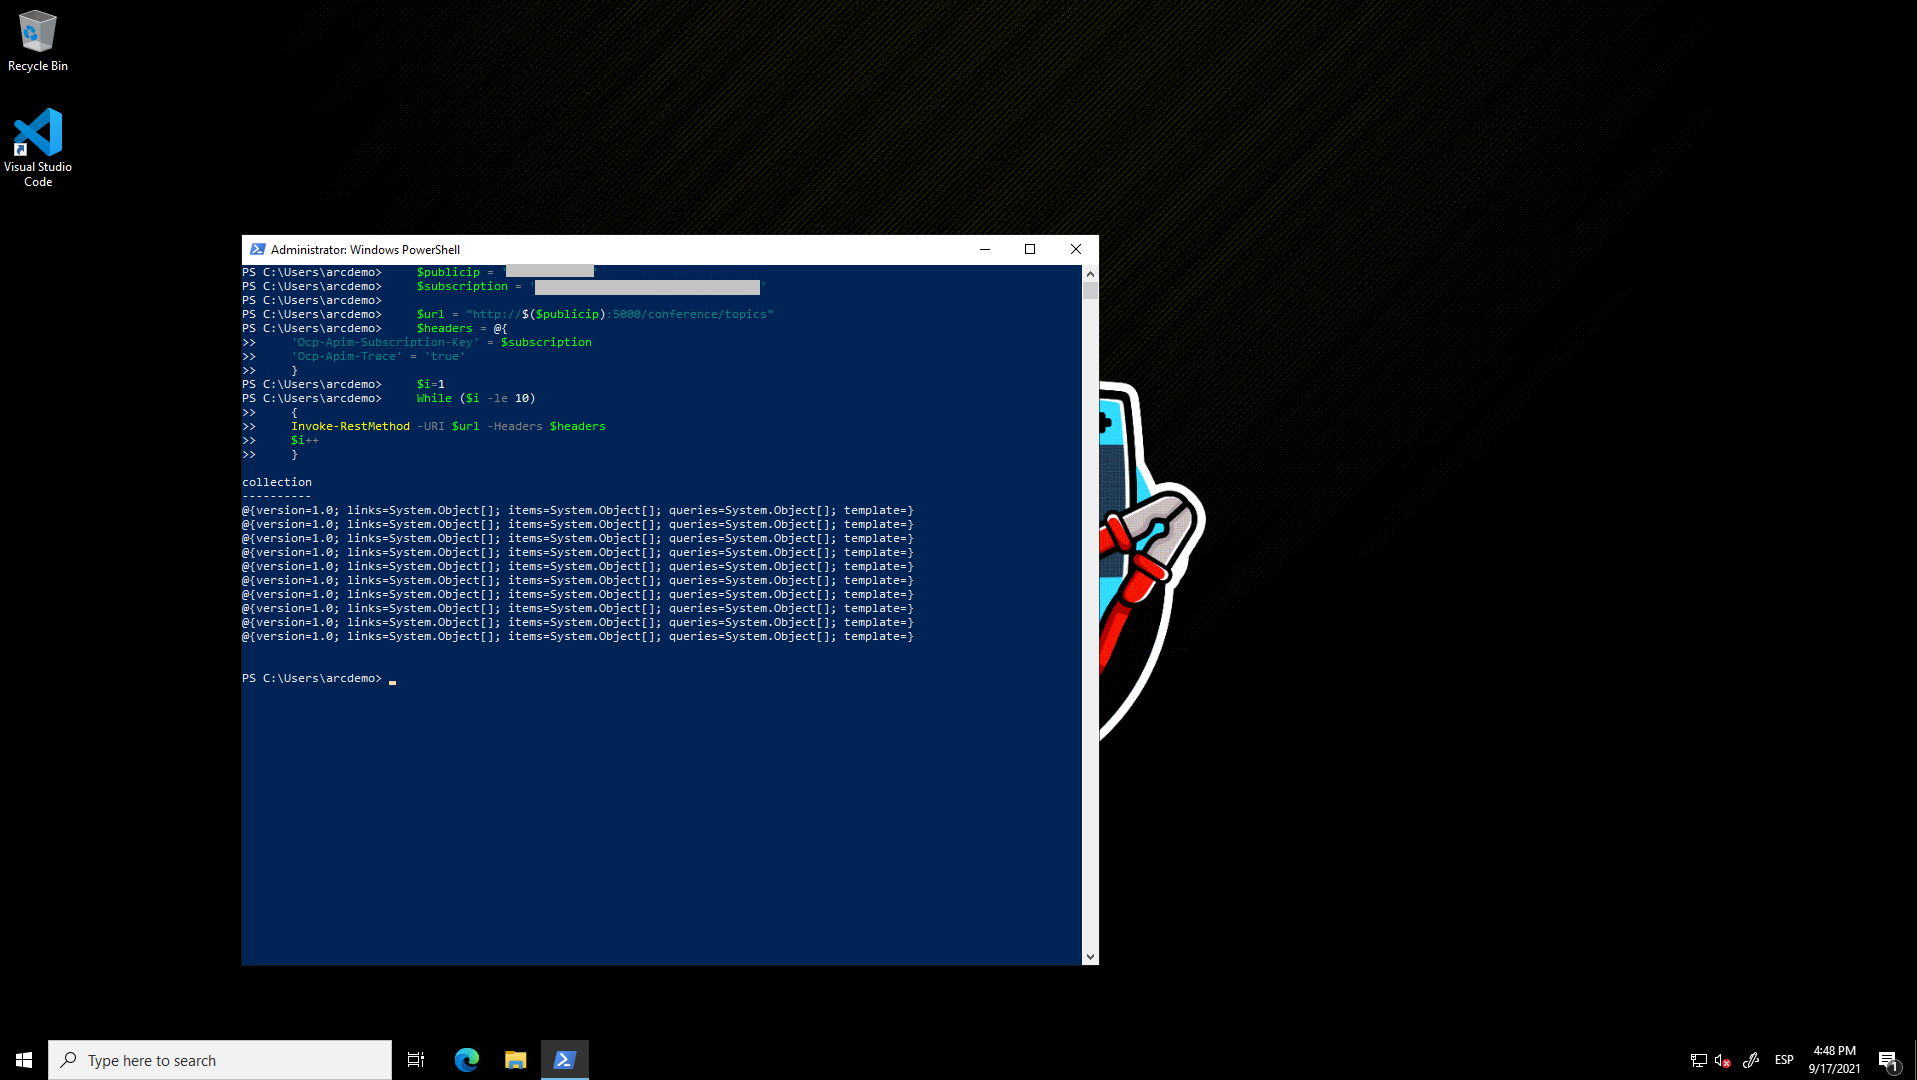 Recycle Bin
Visual Studio
Code
Administrator: Windows PowerShell
PS C:\Users\arcdemo>     $publicip = '              '
PS C:\Users\arcdemo>     $subscription = '              '
PS C:\Users\arcdemo>
PS C:\Users\arcdemo>     $url = "http://$($publicip):5000/conference/topics"
PS C:\Users\arcdemo>     $headers = @{
>>     'Ocp-Apim-Subscription-Key' = $subscription
>>     'Ocp-Apim-Trace' = 'true'
>>     }
PS C:\Users\arcdemo>     $i=1
PS C:\Users\arcdemo>     While ($i -le 10)
>>     {
>>     Invoke-RestMethod -URI $url -Headers $headers
>>     $i++
>>     }
collection
----------
@{version=1.0; links=System.Object[]; items=System.Object[]; queries=System.Object[]; template=}
@{version=1.0; links=System.Object[]; items=System.Object[]; queries=System.Object[]; template=}
@{version=1.0; links=System.Object[]; items=System.Object[]; queries=System.Object[]; template=}
@{version=1.0; links=System.Object[]; items=System.Object[]; queries=System.Object[]; template=}
@{version=1.0; links=System.Object[]; items=System.Object[]; queries=System.Object[]; template=}
@{version=1.0; links=System.Object[]; items=System.Object[]; queries=System.Object[]; template=}
@{version=1.0; links=System.Object[]; items=System.Object[]; queries=System.Object[]; template=}
@{version=1.0; links=System.Object[]; items=System.Object[]; queries=System.Object[]; template=}
@{version=1.0; links=System.Object[]; items=System.Object[]; queries=System.Object[]; template=}
@{version=1.0; links=System.Object[]; items=System.Object[]; queries=System.Object[]; template=}
PS C:\Users\arcdemo>
Type here to search
ESP
4:48 PM
9/17/2021
1